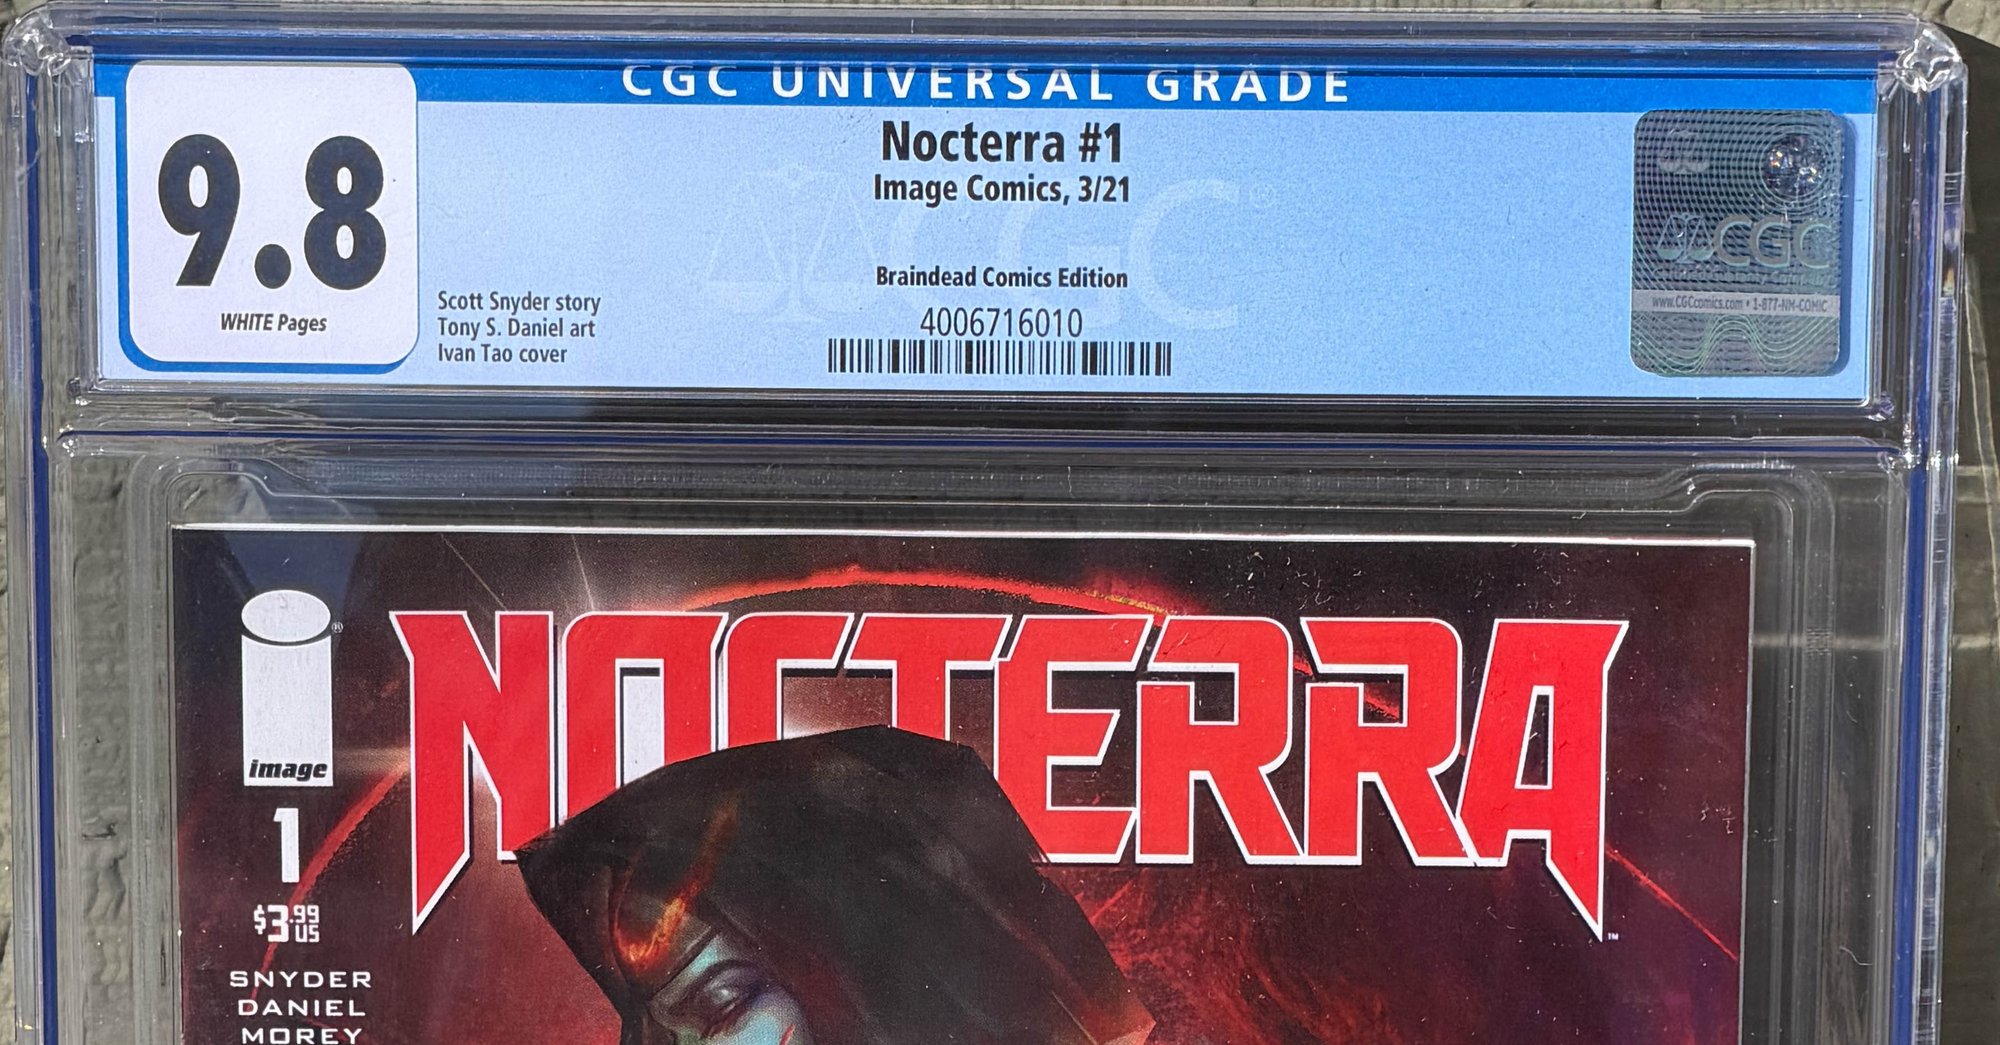 CGC UNIVERSAL GRADE
9.8
WHITE Pages
Nocterra #1
Image Comics, 3/21
Braindead Comics Edition
4006716010
Scott Snyder story
Tony S. Daniel art
Ivan Tao cover
CGC
CGC
www.CGCcomics.com • 1-877-NM-COMIC
NOCTERRA™
image®
1
$3.99 US
SNYDER
DANIEL
MOREY